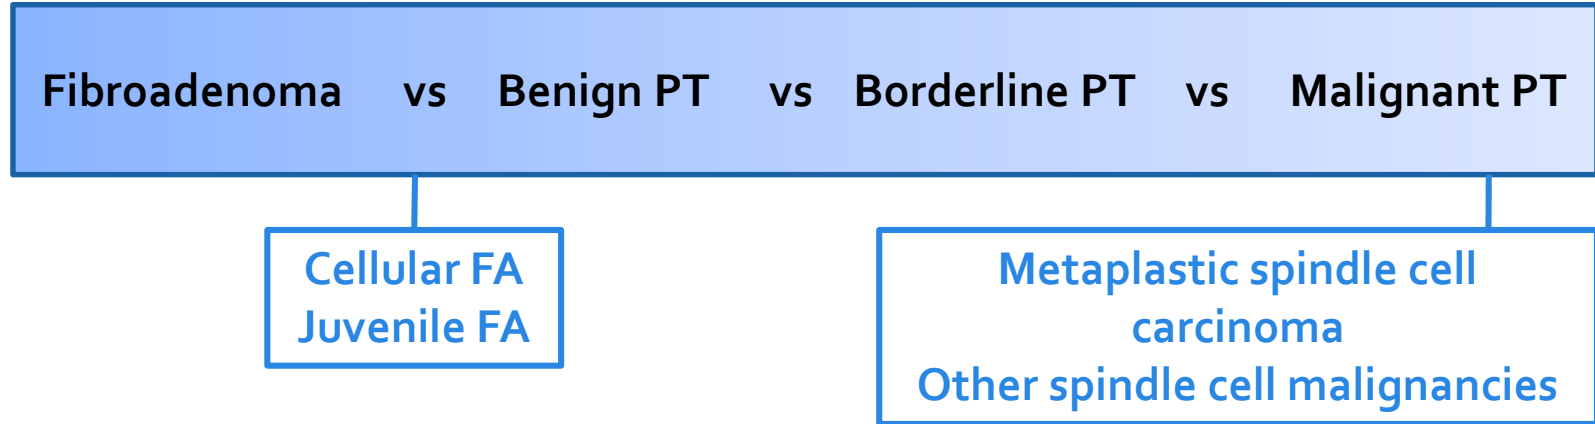 Fibroadenoma vs Benign PT vs Borderline PT vs Malignant PT
Cellular FA
Juvenile FA
Metaplastic spindle cell
carcinoma
Other spindle cell malignancies